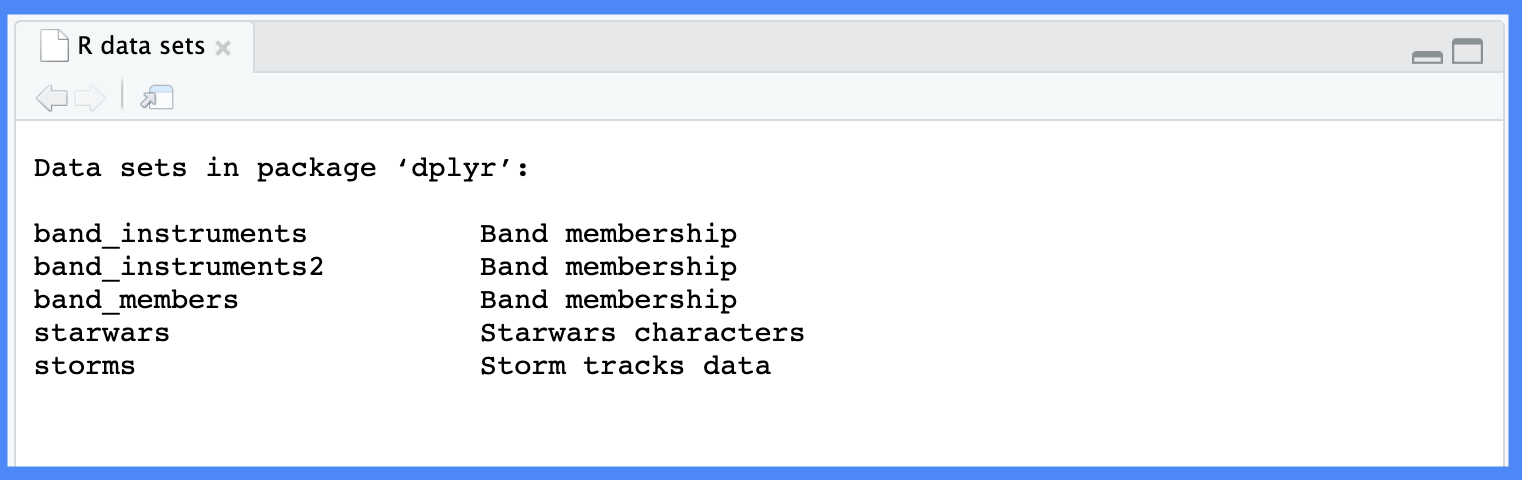 R data sets
Data sets in package ‘dplyr’:
band_instruments Band membership
band_instruments2 Band membership
band_members Band membership
starwars Starwars characters
storms Storm tracks data